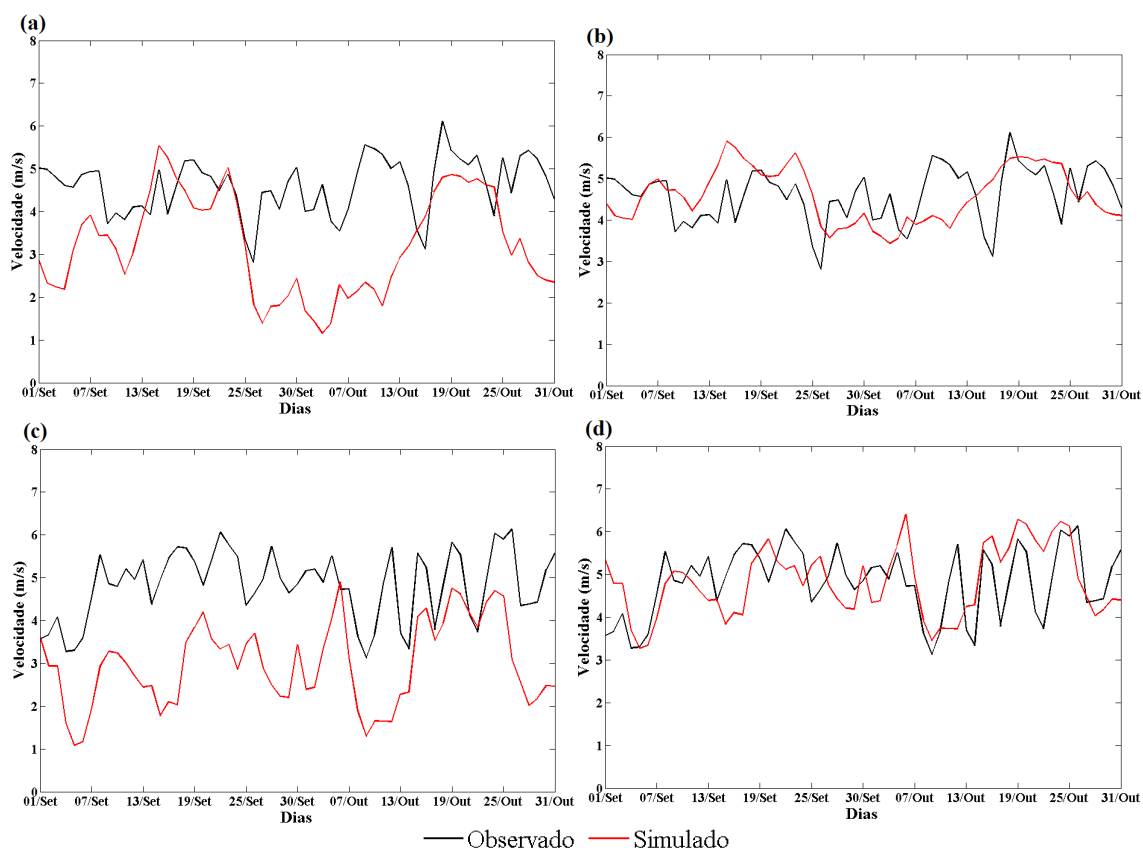 (a)
Velocidade (m/s)
8
7
6
5
4
3
2
1
0
01/Set 07/Set 13/Set 19/Set 25/Set 30/Set 07/Out 13/Out 19/Out 25/Out 31/Out
Dias
(b)
Velocidade (m/s)
8
7
6
5
4
3
2
1
0
01/Set 07/Set 13/Set 19/Set 25/Set 30/Set 07/Out 13/Out 19/Out 25/Out 31/Out
Dias
(c)
Velocidade (m/s)
8
7
6
5
4
3
2
1
0
01/Set 07/Set 13/Set 19/Set 25/Set 30/Set 07/Out 13/Out 19/Out 25/Out 31/Out
Dias
(d)
Velocidade (m/s)
8
7
6
5
4
3
2
1
0
01/Set 07/Set 13/Set 19/Set 25/Set 30/Set 07/Out 13/Out 19/Out 25/Out 31/Out
Dias
Observado Simulado